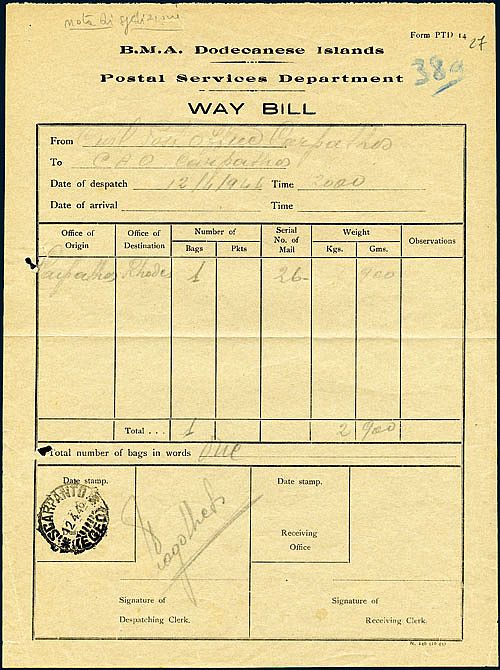 nota di spedizione
Form PTD 14
27
389
B.M.A. Dodecanese Islands
Postal Services Department
WAY BILL
From Civil Post Office Carpathos
To C A O Carpathos
Date of despatch 12/4/194 Time 2000
Date of arrival Time
Office of Origin Office of Destination Number of Bags Pkts Serial No. of Mail Weight Kgs. Gms. Observations
Carpathos Rhodes 1 26 900
Total . . . 1 2 900
Total number of bags in words One
Date stamp. Date stamp.
SCARPANTO
12.4.
EGEO
Receiving
Office
Signature of Signature of
Despatching Clerk. Receiving Clerk.